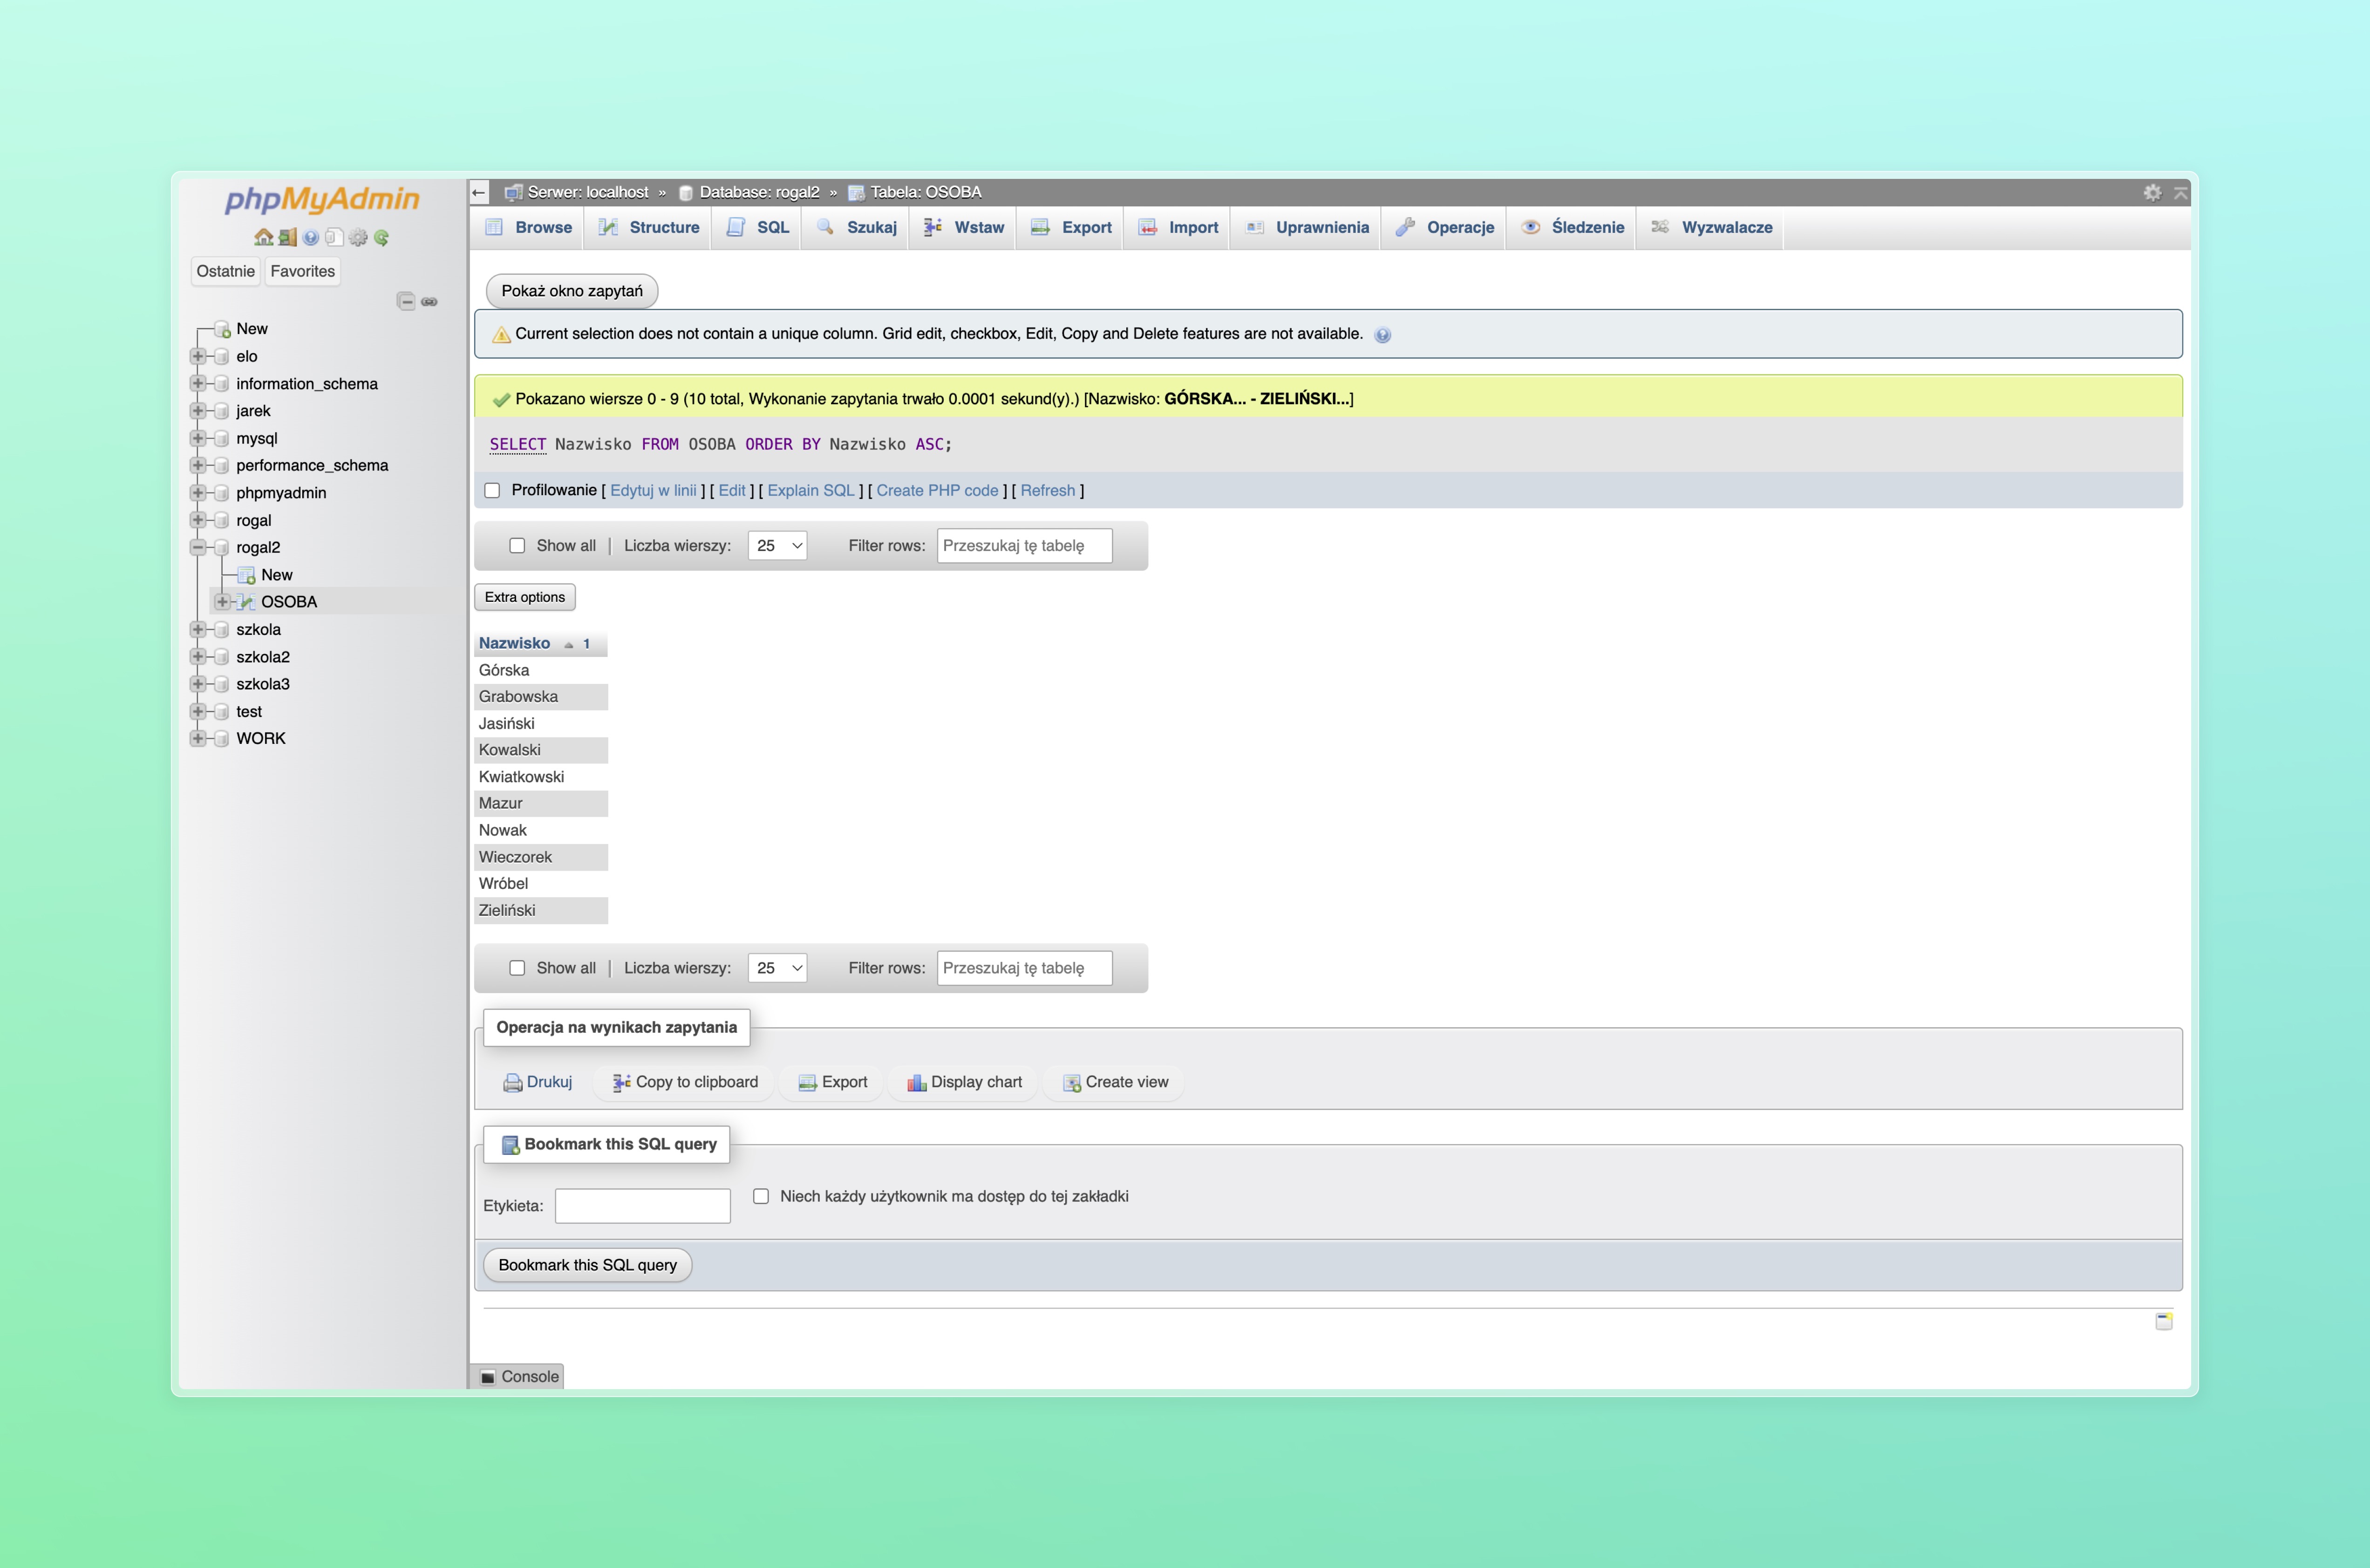 phpMyAdmin
Ostatnie Favorites
New
elo
information_schema
jarek
mysql
performance_schema
phpmyadmin
rogal
rogal2
New
OSOBA
szkola
szkola2
szkola3
test
WORK
Serwer: localhost » Database: rogal2 » Tabela: OSOBA
Browse Structure SQL Szukaj Wstaw Export Import Uprawnienia Operacje Śledzenie Wyzwalacze
Pokaż okno zapytań
Current selection does not contain a unique column. Grid edit, checkbox, Edit, Copy and Delete features are not available.
Pokazano wiersze 0 - 9 (10 total, Wykonanie zapytania trwało 0.0001 sekund(y).) [Nazwisko: GÓRSKA... - ZIELIŃSKI...]
SELECT Nazwisko FROM OSOBA ORDER BY Nazwisko ASC;
Profilowanie [ Edytuj w linii ] [ Edit ] [ Explain SQL ] [ Create PHP code ] [ Refresh ]
Show all | Liczba wierszy: 25 Filter rows: Przeszukaj tę tabelę
Extra options
Nazwisko 1
Górska
Grabowska
Jasiński
Kowalski
Kwiatkowski
Mazur
Nowak
Wieczorek
Wróbel
Zieliński
Show all | Liczba wierszy: 25 Filter rows: Przeszukaj tę tabelę
Operacja na wynikach zapytania
Drukuj Copy to clipboard Export Display chart Create view
Bookmark this SQL query
Etykieta: Niech każdy użytkownik ma dostęp do tej zakładki
Bookmark this SQL query
Console